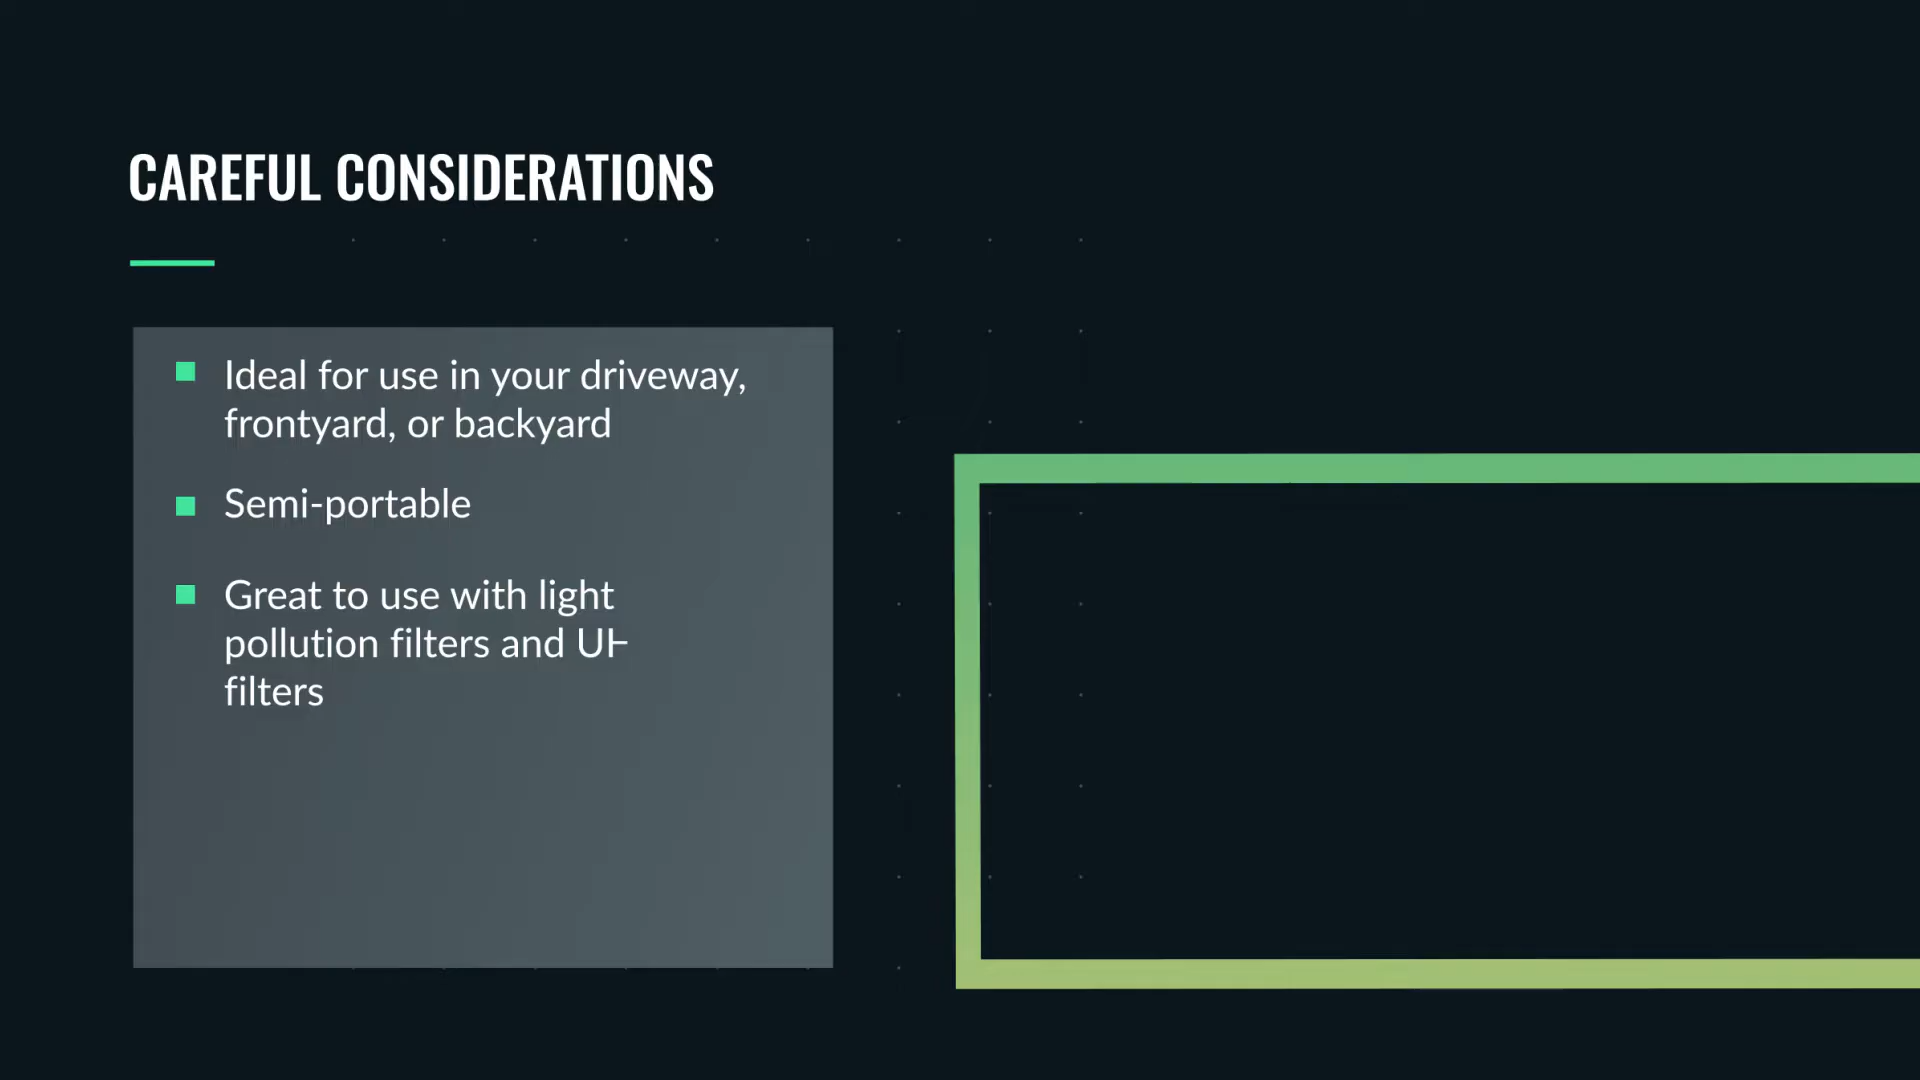 CAREFUL CONSIDERATIONS
Ideal for use in your driveway,
frontyard, or backyard
Semi-portable
Great to use with light
pollution filters and
filters